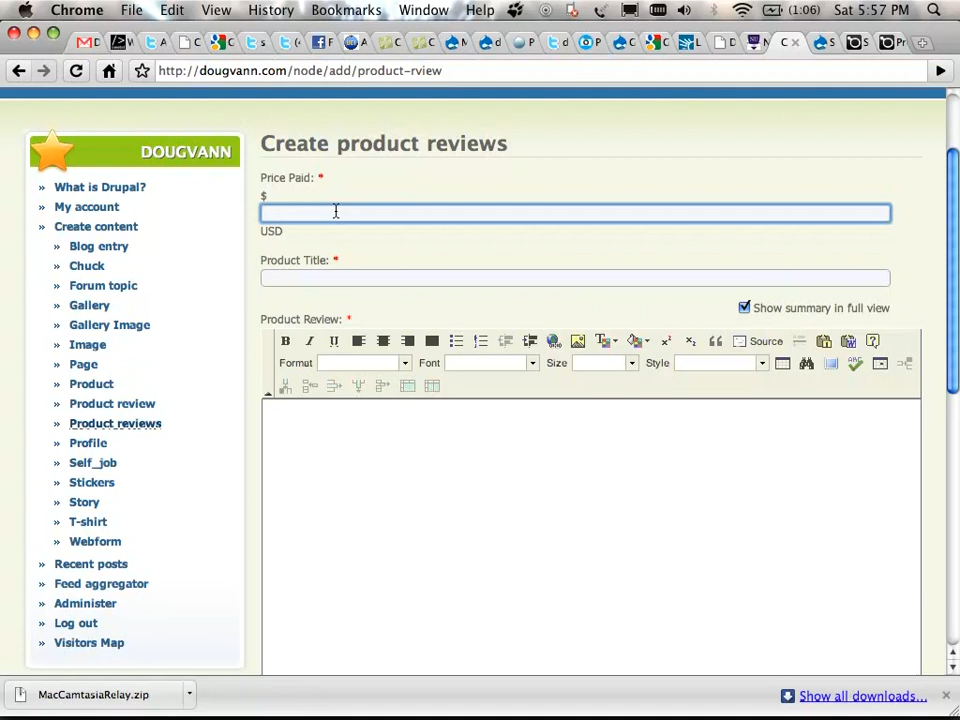 Chrome File Edit View History Bookmarks Window Help (1:06) Sat 5:57 PM
http://dougvann.com/node/add/product-rview
DOUGVANN
» What is Drupal?
» My account
» Create content
» Blog entry
» Chuck
» Forum topic
» Gallery
» Gallery Image
» Image
» Page
» Product
» Product review
» Product reviews
» Profile
» Self_job
» Stickers
» Story
» T-shirt
» Webform
» Recent posts
» Feed aggregator
» Administer
» Log out
» Visitors Map
Create product reviews
Price Paid: *
$
USD
Product Title: *
Show summary in full view
Product Review: *
B I U Source
Format Font Size Style
MacCamtasiaRelay.zip
Show all downloads...